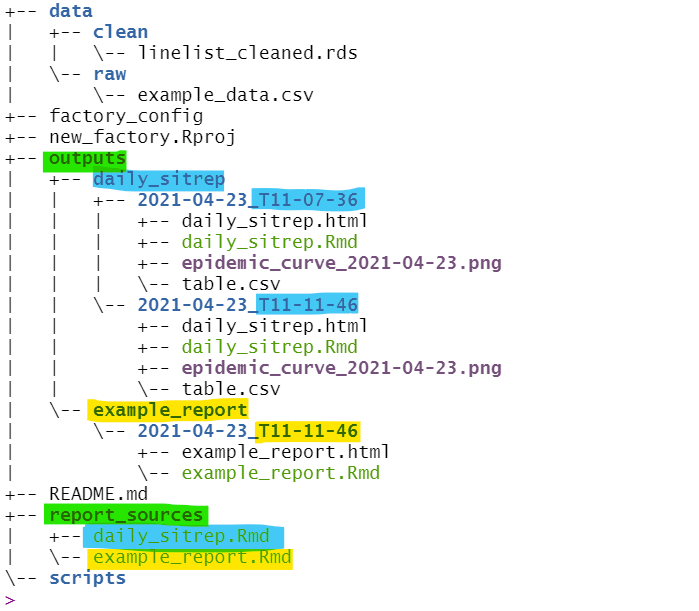 +-- data
|   +-- clean
|   |   \-- linelist_cleaned.rds
|   \-- raw
|       \-- example_data.csv
+-- factory_config
+-- new_factory.Rproj
+-- outputs
|   +-- daily_sitrep
|   |   +-- 2021-04-23_T11-07-36
|   |   |   +-- daily_sitrep.html
|   |   |   +-- daily_sitrep.Rmd
|   |   |   +-- epidemic_curve_2021-04-23.png
|   |   |   \-- table.csv
|   |   \-- 2021-04-23_T11-11-46
|   |       +-- daily_sitrep.html
|   |       +-- daily_sitrep.Rmd
|   |       +-- epidemic_curve_2021-04-23.png
|   |       \-- table.csv
|   \-- example_report
|       \-- 2021-04-23_T11-11-46
|           +-- example_report.html
|           \-- example_report.Rmd
+-- README.md
+-- report_sources
|   +-- daily_sitrep.Rmd
|   \-- example_report.Rmd
\-- scripts
>